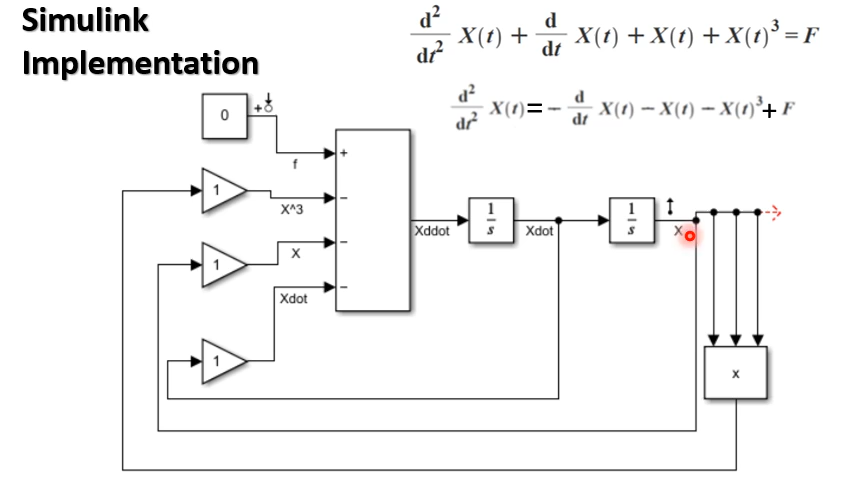 Simulink
Implementation
d²/dt² X(t) + d/dt X(t) + X(t) + X(t)³ = F
d²/dt² X(t)= − d/dt X(t) − X(t) − X(t)³+ F
0
+
f
+
1
X^3
−
1
X
−
1
Xdot
−
Xddot
1
s
Xdot
1
s
X
x